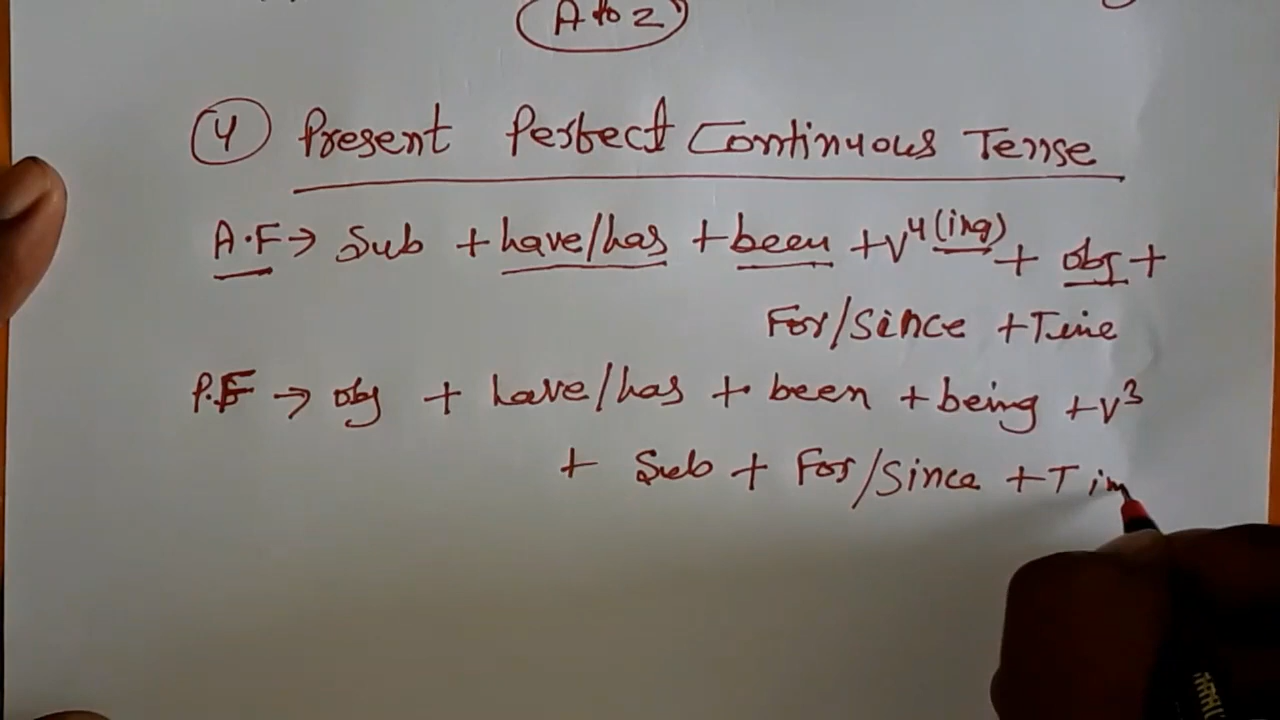 A to Z
4 Present Perfect Continuous Tense
A.F → Sub + have/has + been + V4(ing) + obj +
For/Since + Time
P.F → obj + have/has + been + being + V3
+ Sub + For/Since + Tim